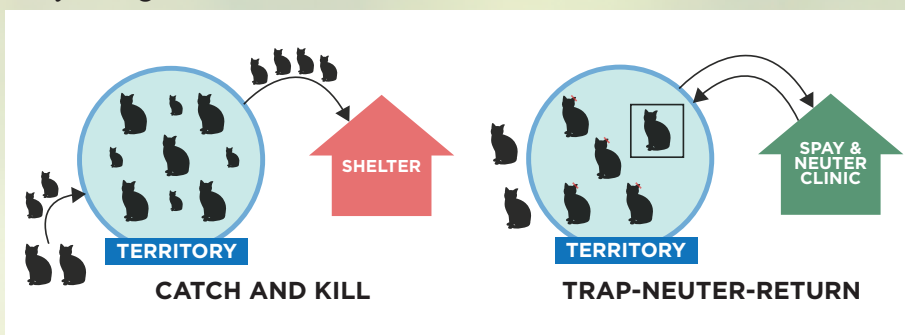 SHELTER
TERRITORY
CATCH AND KILL
SPAY &
NEUTER
CLINIC
TERRITORY
TRAP-NEUTER-RETURN